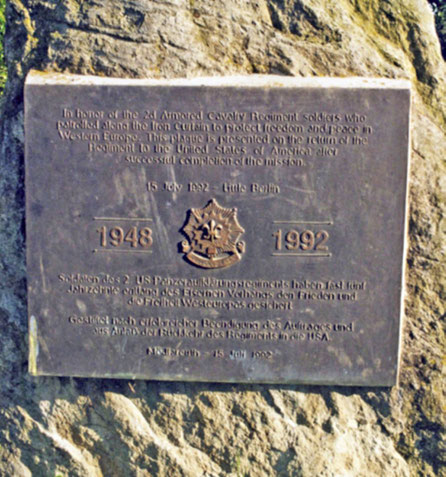 In honor of the 2d Armored Cavalry Regiment soldiers who
patrolled along the Iron Curtain to protect freedom and peace in
Western Europe. This plaque is presented on the return of the
Regiment to the United States of America after
successful completion of the mission.
15 July 1992 - Little Berlin
1948
1992
Soldaten des 2. US Panzeraufklärungsregiments haben fast fünf
Jahrzehnte entlang des Eisernen Vorhangs den Frieden und
die Freiheit Westeuropas gesichert.
Gestiftet nach erfolgreicher Beendigung des Auftrages und
aus Anlaß der Rückkehr des Regiments in die USA.
Mödlareuth - 15 Juli 1992